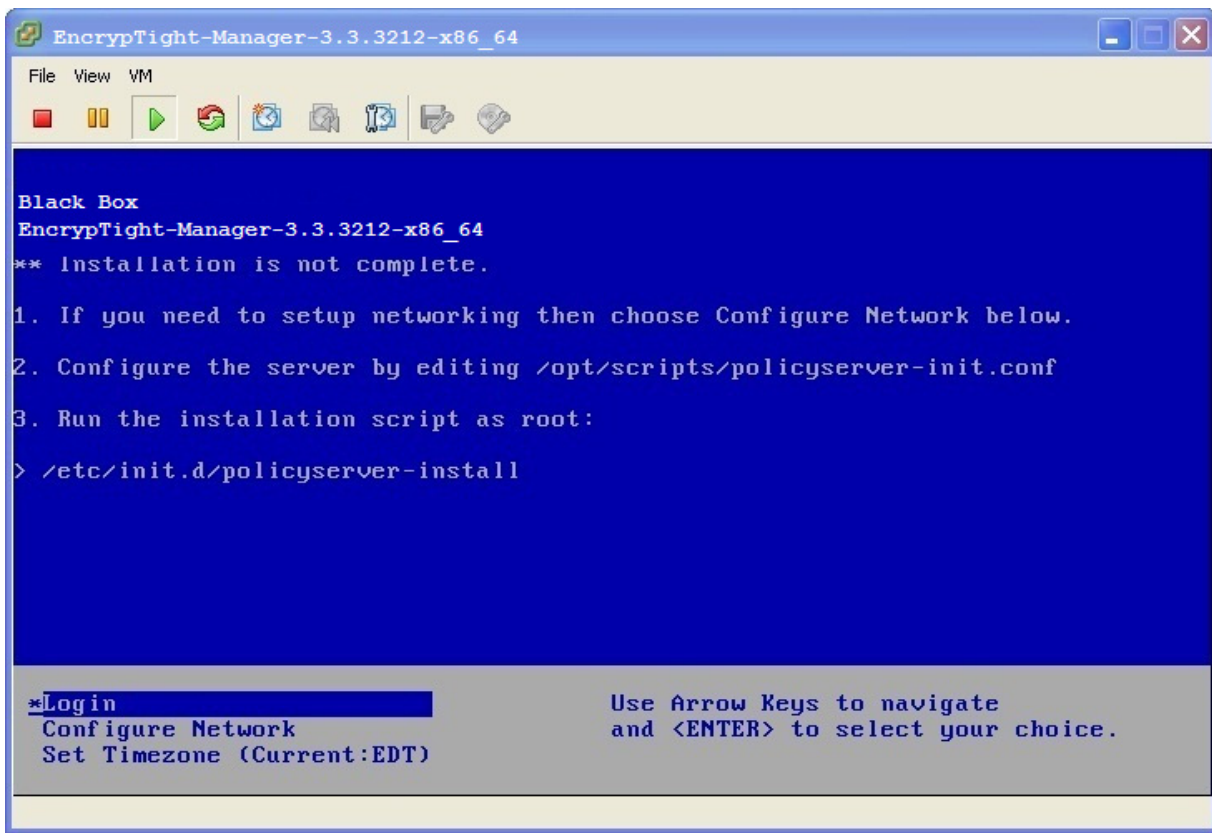 EncrypTight-Manager-3.3.3212-x86_64
File View VM
Black Box
EncrypTight-Manager-3.3.3212-x86_64
** Installation is not complete.
1. If you need to setup networking then choose Configure Network below.
2. Configure the server by editing /opt/scripts/policyserver-init.conf
3. Run the installation script as root:
> /etc/init.d/policyserver-install
*Login
Configure Network
Set Timezone (Current:EDT)
Use Arrow Keys to navigate
and <ENTER> to select your choice.